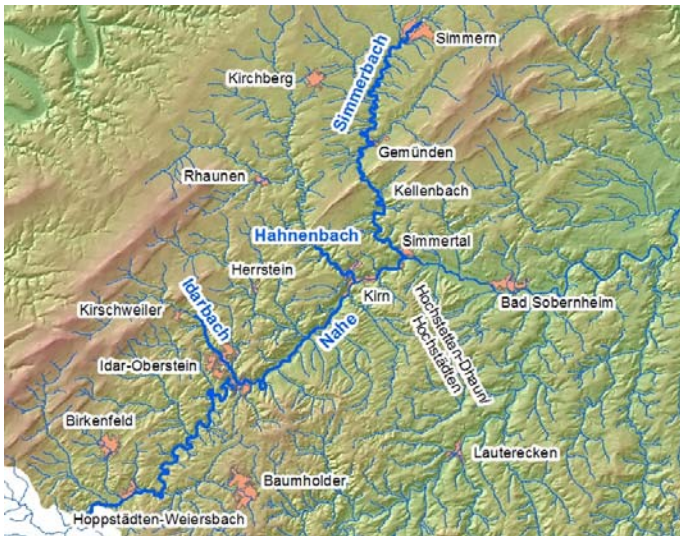 Simmern
Kirchberg
Simmerbach
Gemünden
Rhaunen
Kellenbach
Hahnenbach
Simmertal
Herrstein
Kirn
Bad Sobernheim
Kirschweiler
Idarbach
Nahe
Hochstetten-Dhaun/
Hochstädten
Idar-Oberstein
Birkenfeld
Lauterecken
Baumholder
Hoppstädten-Weiersbach